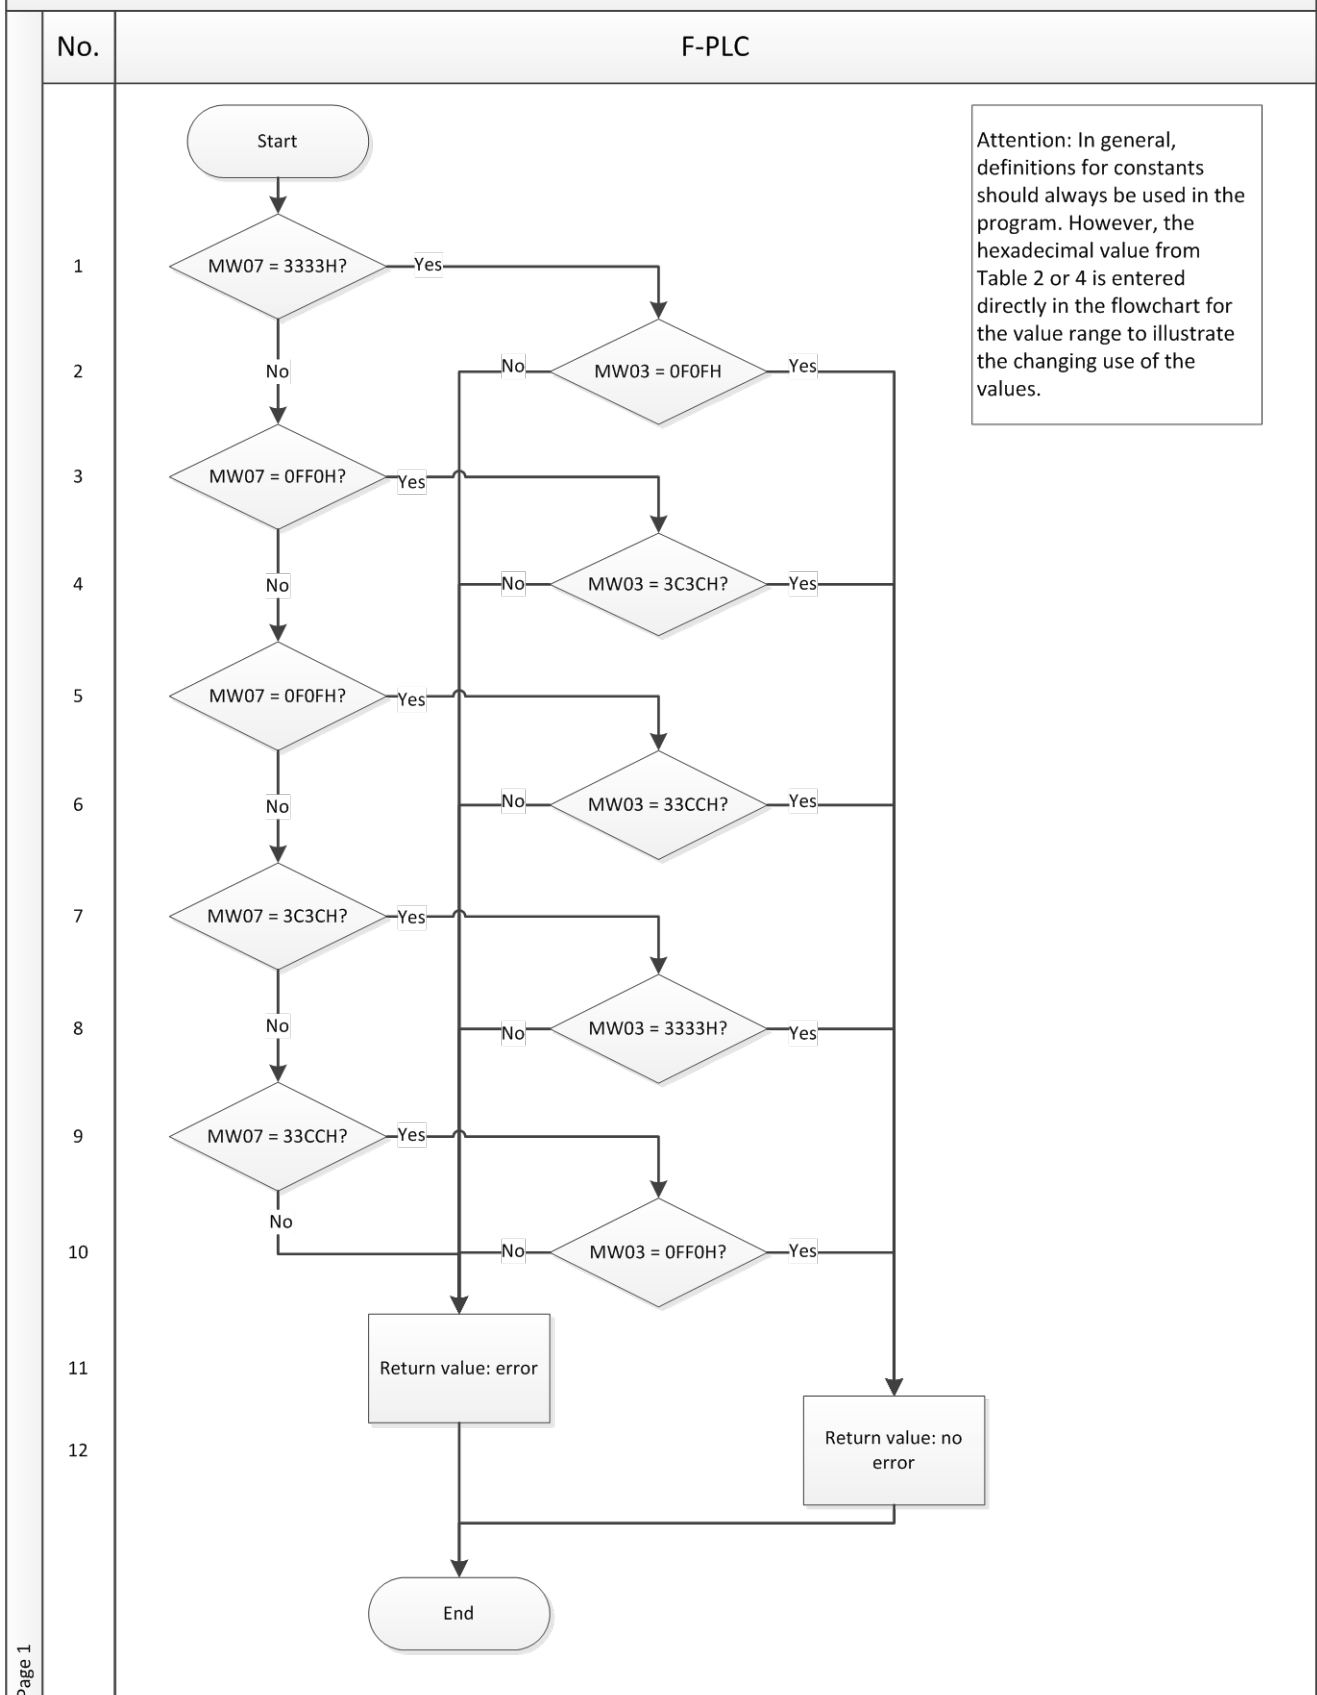 No.
F-PLC
Start
Attention: In general,
definitions for constants
should always be used in the
program. However, the
hexadecimal value from
Table 2 or 4 is entered
directly in the flowchart for
the value range to illustrate
the changing use of the
values.
1
MW07 = 3333H?
Yes
2
No
No
MW03 = 0F0FH
Yes
3
MW07 = 0FF0H?
Yes
4
No
No
MW03 = 3C3CH?
Yes
5
MW07 = 0F0FH?
Yes
6
No
No
MW03 = 33CCH?
Yes
7
MW07 = 3C3CH?
Yes
8
No
No
MW03 = 3333H?
Yes
9
MW07 = 33CCH?
Yes
No
10
No
MW03 = 0FF0H?
Yes
11
Return value: error
12
Return value: no
error
End
Page 1